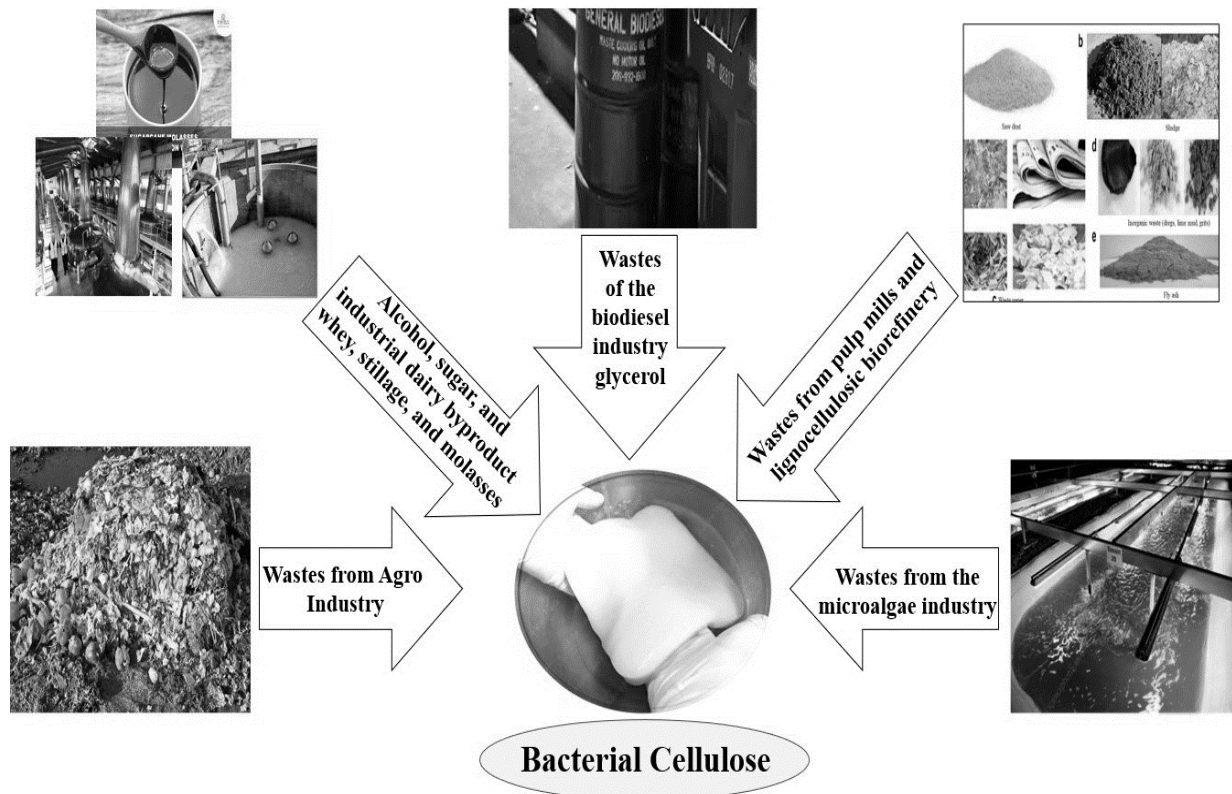 SUGARCANE MOLASSES
GENERAL BIODIESEL
WASTE COOKING OIL ONLY
NO MOTOR OIL
b
Saw dust
Sludge
d
Inorganic waste (dregs, lime mud, grits)
e
Fly ash
Alcohol, sugar, and
industrial dairy byproduct
whey, stillage, and molasses
Wastes
of the
biodiesel
industry
glycerol
Wastes from pulp mills and
lignocellulosic biorefinery
Wastes from Agro
Industry
Wastes from the
microalgae industry
Bacterial Cellulose